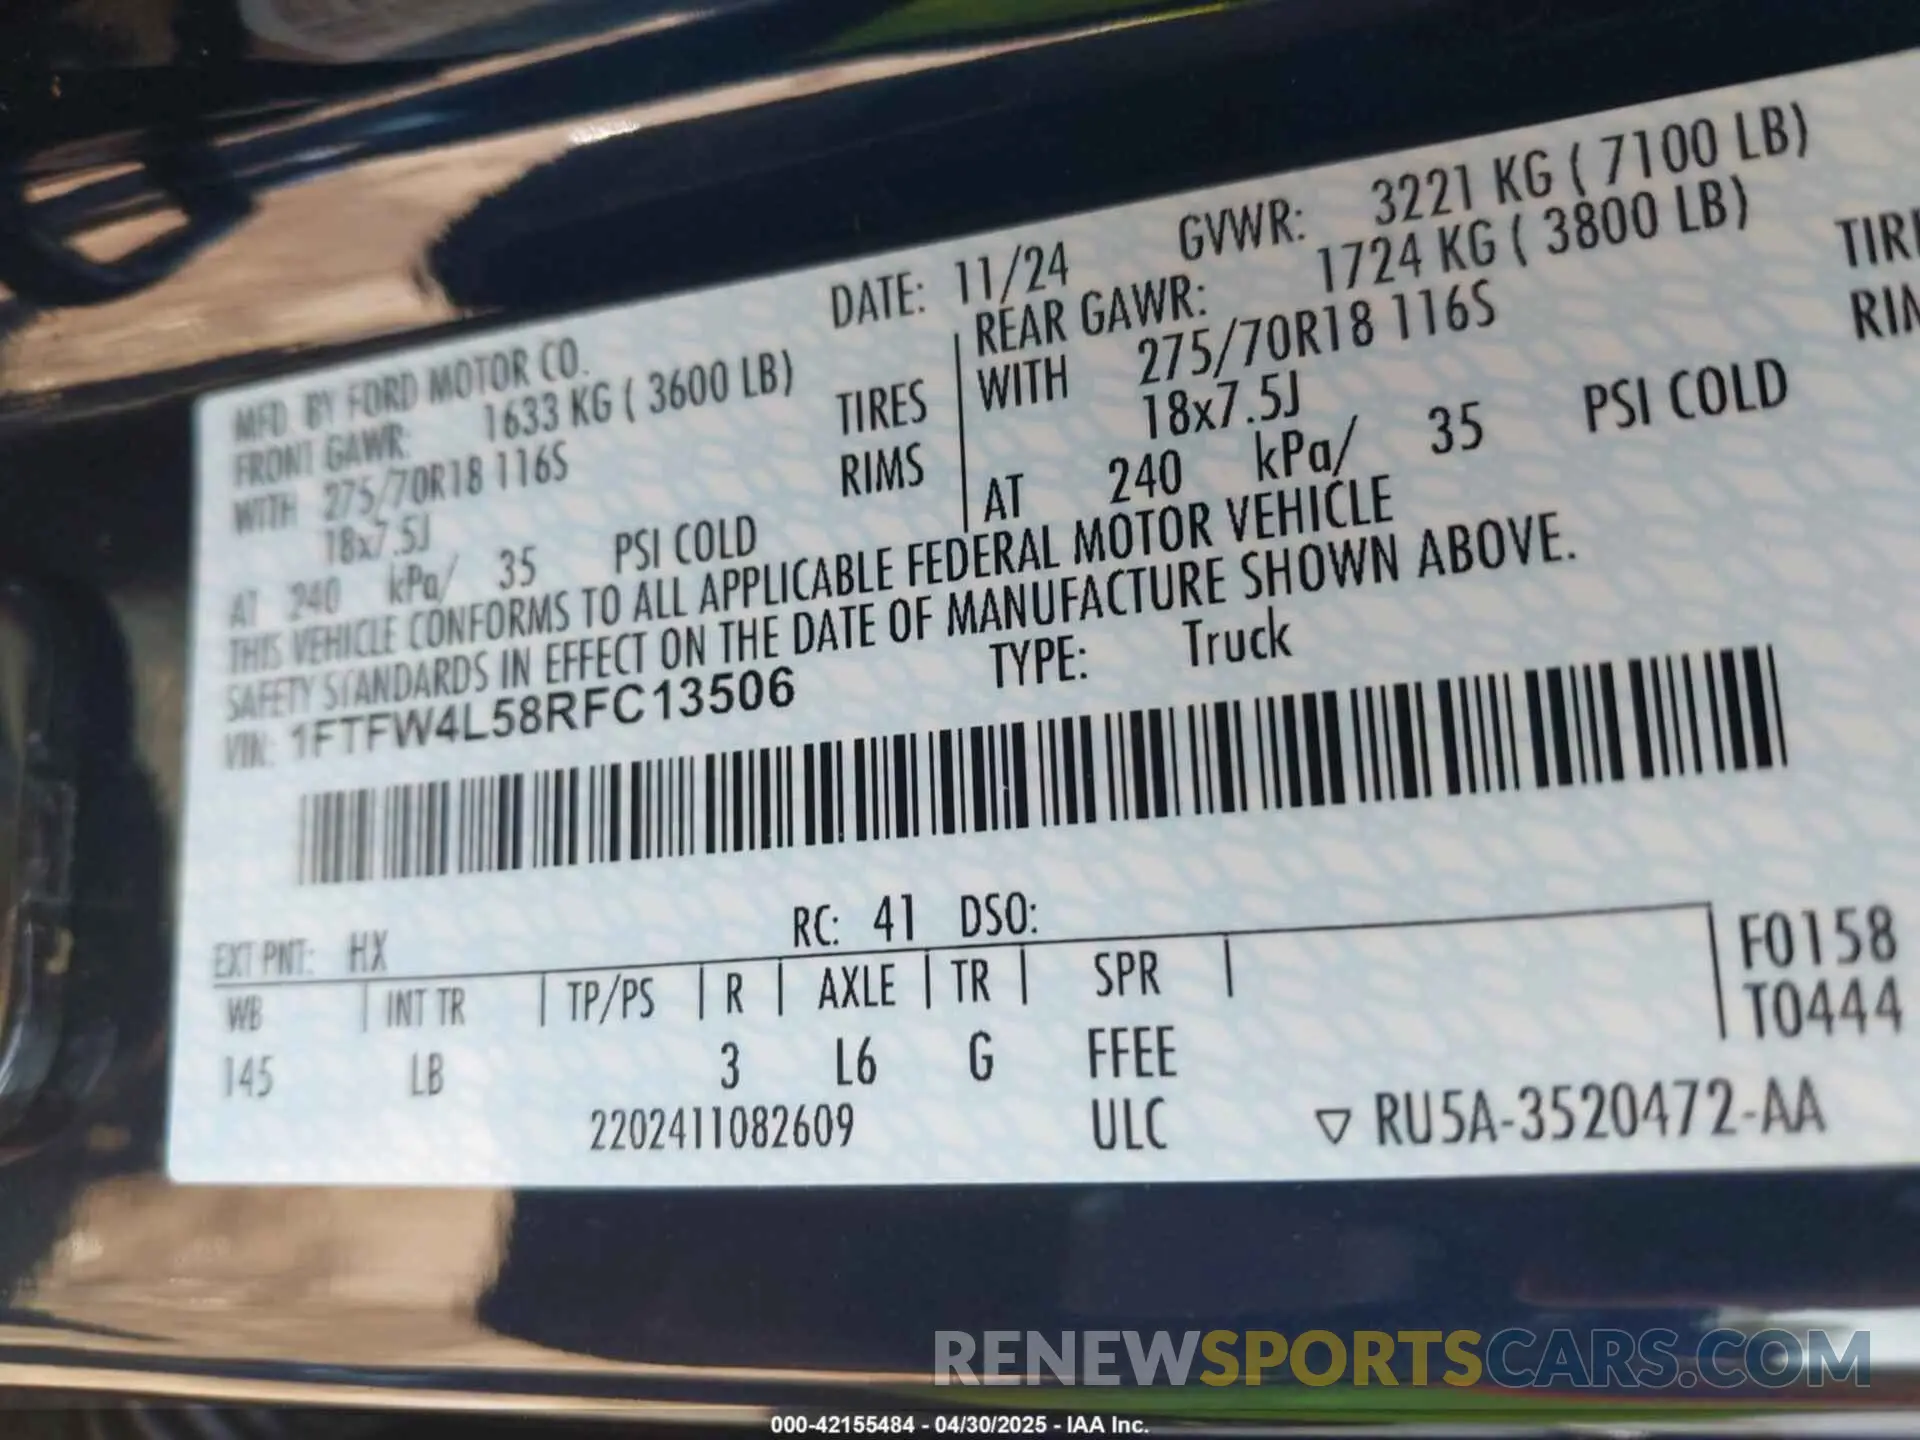 MFD. BY FORD MOTOR CO.
DATE: 11/24
GVWR: 3221 KG ( 7100 LB)
FRONT GAWR: 1633 KG ( 3600 LB)
REAR GAWR: 1724 KG ( 3800 LB)
WITH 275/70R18 116S TIRES
WITH 275/70R18 116S
18x7.5J RIMS
18x7.5J
AT 240 kPa/ 35 PSI COLD
AT 240 kPa/ 35 PSI COLD
THIS VEHICLE CONFORMS TO ALL APPLICABLE FEDERAL MOTOR VEHICLE
SAFETY STANDARDS IN EFFECT ON THE DATE OF MANUFACTURE SHOWN ABOVE.
VIN: 1FTFW4L58RFC13506
TYPE: Truck
EXT PNT: HX RC: 41 DSO:
WB INT TR TP/PS R AXLE TR SPR
145 LB 3 L6 G FFEE
F0158
T0444
2202411082609 ULC ▽ RU5A-3520472-AA
RENEWSPORTSCARS.COM
000-42155484 - 04/30/2025 - IAA Inc.